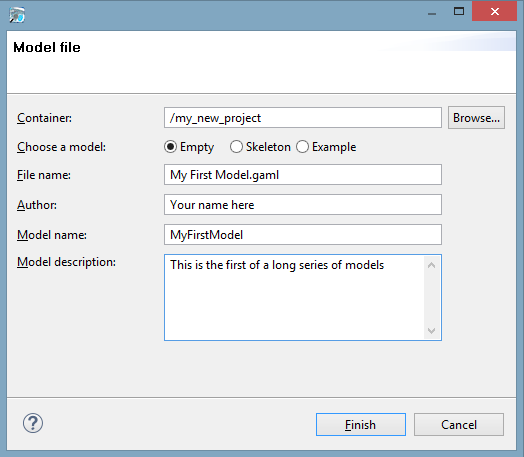 Model file
Container: /my_new_project Browse...
Choose a model: Empty Skeleton Example
File name: My First Model.gaml
Author: Your name here
Model name: MyFirstModel
Model description: This is the first of a long series of models
? Finish Cancel